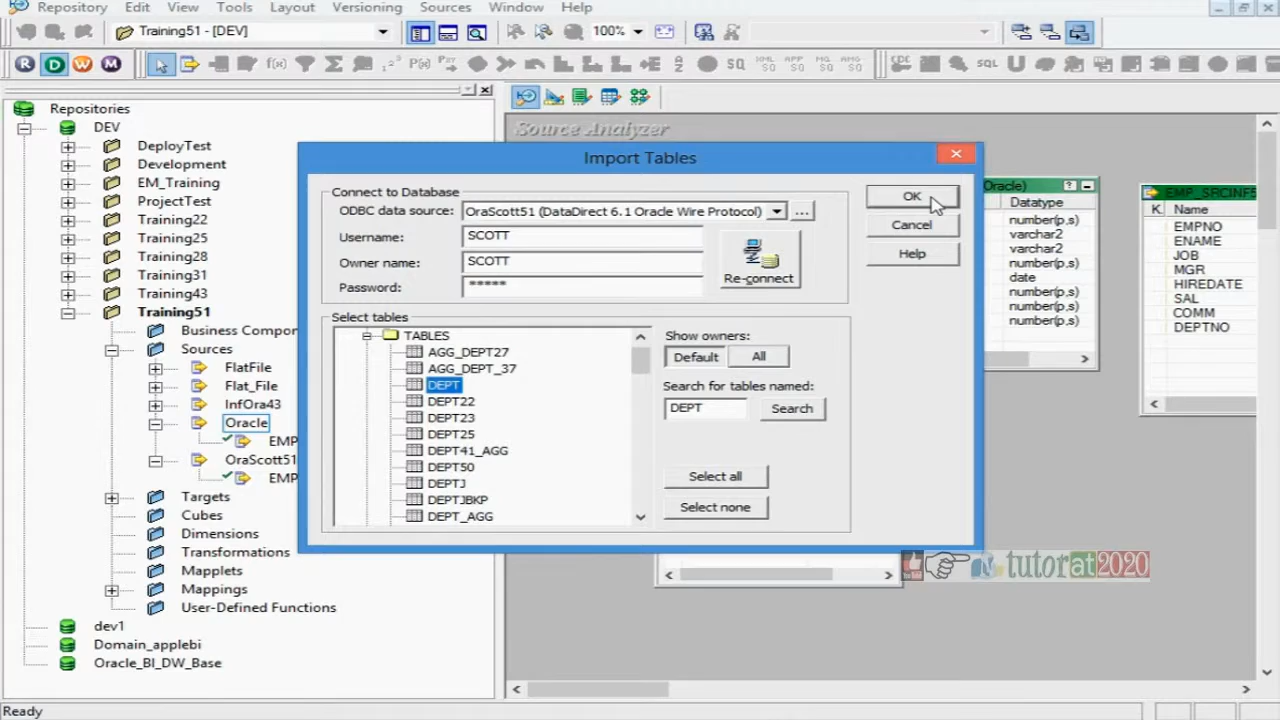 Repository Edit View Tools Layout Versioning Sources Window Help
Training51 - [DEV]
100%
R D W M
f(x) Σ SQ
SQL
Repositories
DEV
DeployTest
Development
EM_Training
ProjectTest
Training22
Training25
Training28
Training31
Training43
Training51
Business Compor
Sources
FlatFile
Flat_File
InfOra43
Oracle
EMP
OraScott51
EMP
Targets
Cubes
Dimensions
Transformations
Mapplets
Mappings
User-Defined Functions
dev1
Domain_applebi
Oracle_BI_DW_Base
Source Analyzer
Import Tables
Connect to Database
ODBC data source: OraScott51 (DataDirect 6.1 Oracle Wire Protocol) ...
Username: SCOTT
Owner name: SCOTT
Password: *****
Re-connect
OK
Cancel
Help
Select tables
TABLES
AGG_DEPT27
AGG_DEPT_37
DEPT
DEPT22
DEPT23
DEPT25
DEPT41_AGG
DEPT50
DEPTJ
DEPTJBKP
DEPT_AGG
Show owners:
Default All
Search for tables named:
DEPT Search
Select all
Select none
Oracle)
Datatype
number(p,s)
varchar2
varchar2
number(p,s)
date
number(p,s)
number(p,s)
number(p,s)
EMP_SRCINF5
K Name
EMPNO
ENAME
JOB
MGR
HIREDATE
SAL
COMM
DEPTNO
tutorat2020
Ready